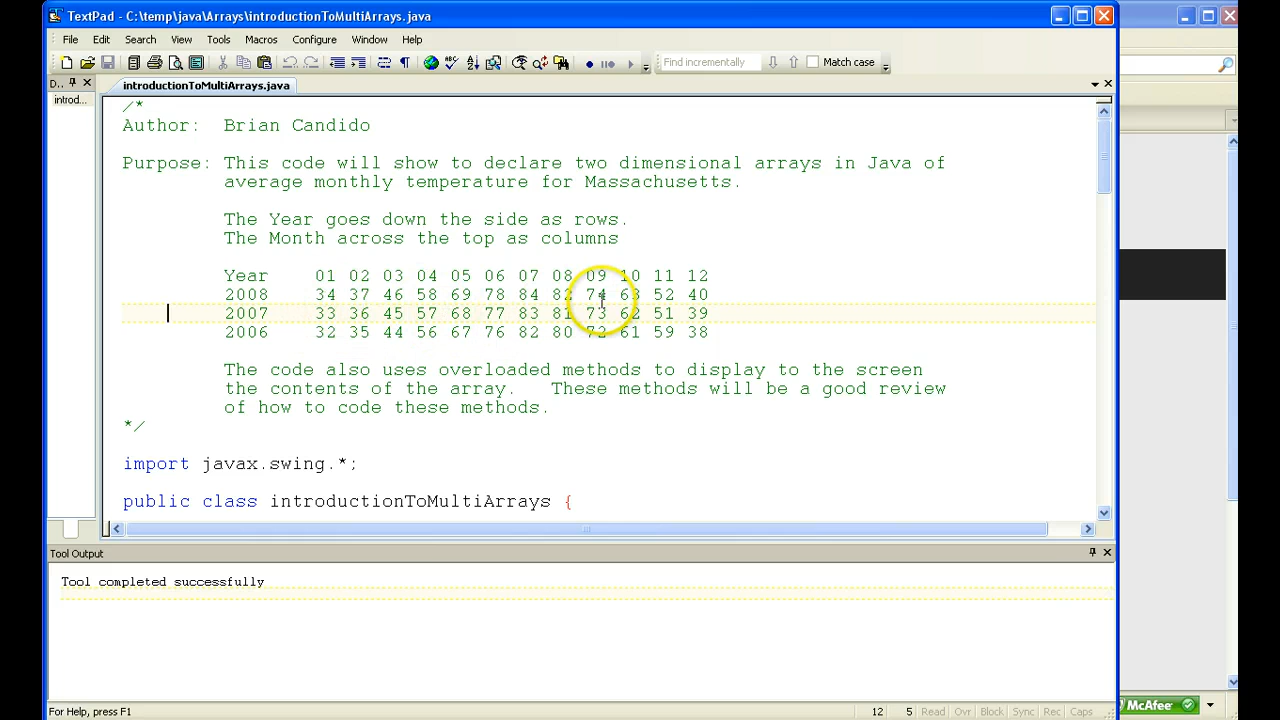 TextPad - C:\temp\java\Arrays\introductionToMultiArrays.java
File Edit Search View Tools Macros Configure Window Help
Find incrementally Match case
D..
introductionToMultiArrays.java
introd...
/*
Author: Brian Candido
Purpose: This code will show to declare two dimensional arrays in Java of
average monthly temperature for Massachusetts.
The Year goes down the side as rows.
The Month across the top as columns
Year 01 02 03 04 05 06 07 08 09 10 11 12
2008 34 37 46 58 69 78 84 82 74 63 52 40
2007 33 36 45 57 68 77 83 81 73 62 51 39
2006 32 35 44 56 67 76 82 80 72 61 59 38
The code also uses overloaded methods to display to the screen
the contents of the array. These methods will be a good review
of how to code these methods.
*/
import javax.swing.*;
public class introductionToMultiArrays {
Tool Output
Tool completed successfully
For Help, press F1
12 5 Read Ovr Block Sync Rec Caps
McAfee